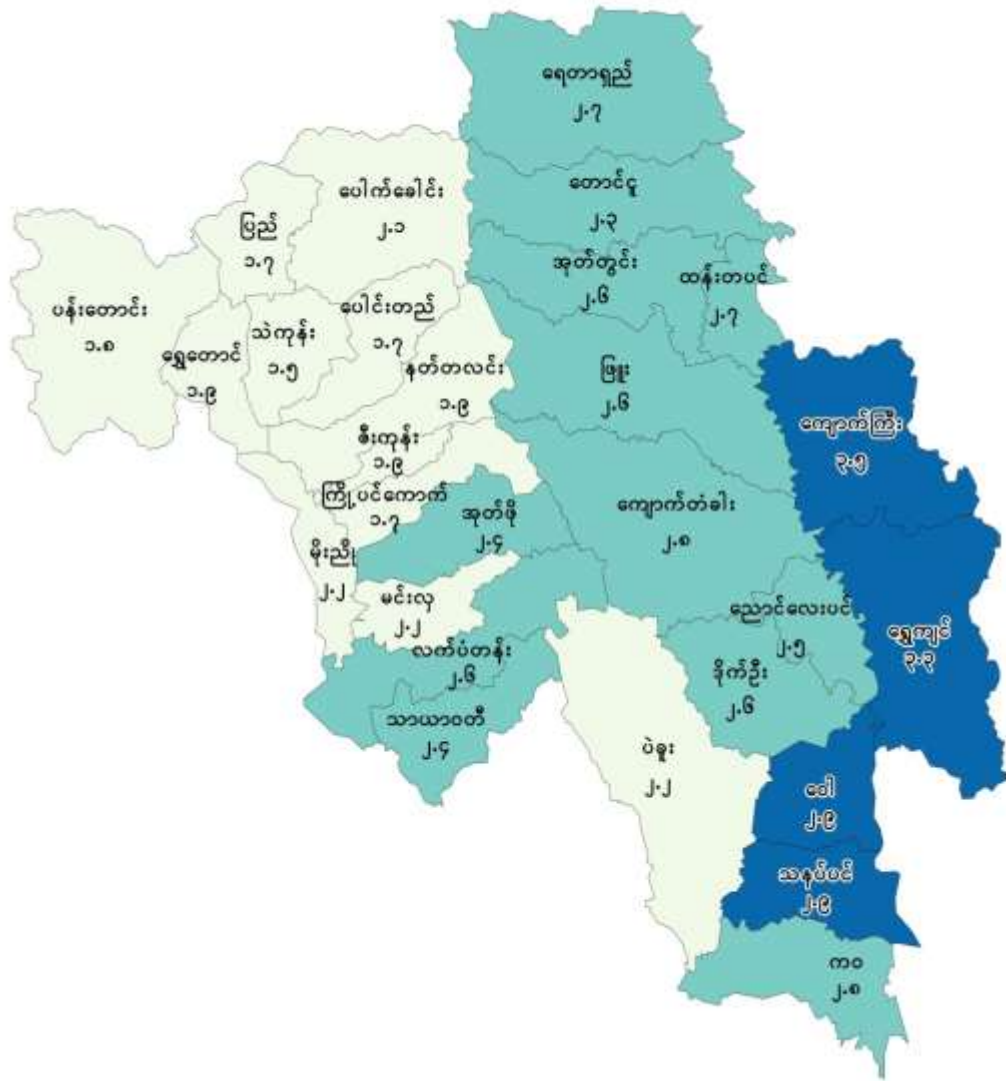 ရေတာရှည်
၂.၇
တောင်ငူ
၂.၃
ပေါက်ခေါင်း
၂.၁
ပြည်
၁.၇
အုတ်တွင်း
၂.၆
ထန်းတပင်
၂.၇
ပန်းတောင်း
၁.၈
ရွှေတောင်
၁.၉
သဲကုန်း
၁.၅
ပေါင်းတည်
၁.၇
နတ်တလင်း
၁.၉
ဖြူး
၂.၆
ကျောက်ကြီး
၃.၅
ဇီးကုန်း
၁.၉
ကြို့ပင်ကောက်
၁.၇
အုတ်ဖို
၂.၄
ကျောက်တံခါး
၂.၈
မိုးညို
၂.၂
မင်းလှ
၂.၂
ညောင်လေးပင်
၂.၅
ရွှေကျင်
၃.၃
လက်ပံတန်း
၂.၆
ဒိုက်ဦး
၂.၆
သာယာဝတီ
၂.၄
ပဲခူး
၂.၂
ဝေါ
၂.၉
သနပ်ပင်
၂.၉
ကဝ
၂.၈